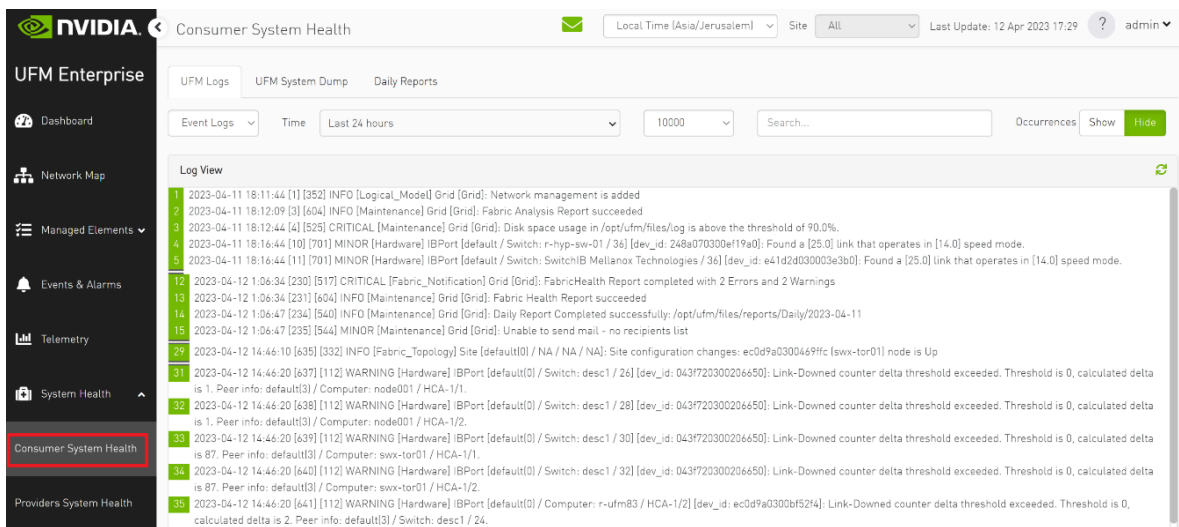 NVIDIA.
Consumer System Health
Local Time (Asia/Jerusalem)
Site
All
Last Update: 12 Apr 2023 17:29
?
admin
UFM Enterprise
Dashboard
Network Map
Managed Elements
Events & Alarms
Telemetry
System Health
Consumer System Health
Providers System Health
UFM Logs
UFM System Dump
Daily Reports
Event Logs
Time
Last 24 hours
10000
Search...
Occurrences
Show
Hide
Log View
1 2023-04-11 18:11:44 [1] [352] INFO [Logical_Model] Grid [Grid]: Network management is added
2 2023-04-11 18:12:09 [3] [604] INFO [Maintenance] Grid [Grid]: Fabric Analysis Report succeeded
3 2023-04-11 18:12:44 [4] [525] CRITICAL [Maintenance] Grid [Grid]: Disk space usage in /opt/ufm/files/log is above the threshold of 90.0%.
4 2023-04-11 18:16:44 [10] [701] MINOR [Hardware] IBPort [default / Switch: r-hyp-sw-01 / 36] [dev_id: 248a070300ef19a0]: Found a [25.0] link that operates in [14.0] speed mode.
5 2023-04-11 18:16:44 [11] [701] MINOR [Hardware] IBPort [default / Switch: SwitchIB Mellanox Technologies / 36] [dev_id: e41d2d030003e3b0]: Found a [25.0] link that operates in [14.0] speed mode.
12 2023-04-12 1:06:34 [230] [517] CRITICAL [Fabric_Notification] Grid [Grid]: FabricHealth Report completed with 2 Errors and 2 Warnings
13 2023-04-12 1:06:34 [231] [604] INFO [Maintenance] Grid [Grid]: Fabric Health Report succeeded
14 2023-04-12 1:06:47 [234] [540] INFO [Maintenance] Grid [Grid]: Daily Report Completed successfully: /opt/ufm/files/reports/Daily/2023-04-11
15 2023-04-12 1:06:47 [235] [544] MINOR [Maintenance] Grid [Grid]: Unable to send mail - no recipients list
29 2023-04-12 14:46:10 [635] [332] INFO [Fabric_Topology] Site [default(0) / NA / NA / NA]: Site configuration changes: ec0d9a0300469ffc (swx-tor01) node is Up
31 2023-04-12 14:46:20 [637] [112] WARNING [Hardware] IBPort [default(0) / Switch: desc1 / 26] [dev_id: 043f720300206650]: Link-Downed counter delta threshold exceeded. Threshold is 0, calculated delta
is 1. Peer info: default(3) / Computer: node001 / HCA-1/1.
32 2023-04-12 14:46:20 [638] [112] WARNING [Hardware] IBPort [default(0) / Switch: desc1 / 28] [dev_id: 043f720300206650]: Link-Downed counter delta threshold exceeded. Threshold is 0, calculated delta
is 1. Peer info: default(3) / Computer: node001 / HCA-1/2.
33 2023-04-12 14:46:20 [639] [112] WARNING [Hardware] IBPort [default(0) / Switch: desc1 / 30] [dev_id: 043f720300206650]: Link-Downed counter delta threshold exceeded. Threshold is 0, calculated delta
is 87. Peer info: default(3) / Computer: swx-tor01 / HCA-1/1.
34 2023-04-12 14:46:20 [640] [112] WARNING [Hardware] IBPort [default(0) / Switch: desc1 / 32] [dev_id: 043f720300206650]: Link-Downed counter delta threshold exceeded. Threshold is 0, calculated delta
is 87. Peer info: default(3) / Computer: swx-tor01 / HCA-1/2.
35 2023-04-12 14:46:20 [641] [112] WARNING [Hardware] IBPort [default(0) / Computer: r-ufm83 / HCA-1/2] [dev_id: ec0d9a0300bf52f4]: Link-Downed counter delta threshold exceeded. Threshold is 0,
calculated delta is 2. Peer info: default(3) / Switch: desc1 / 24.